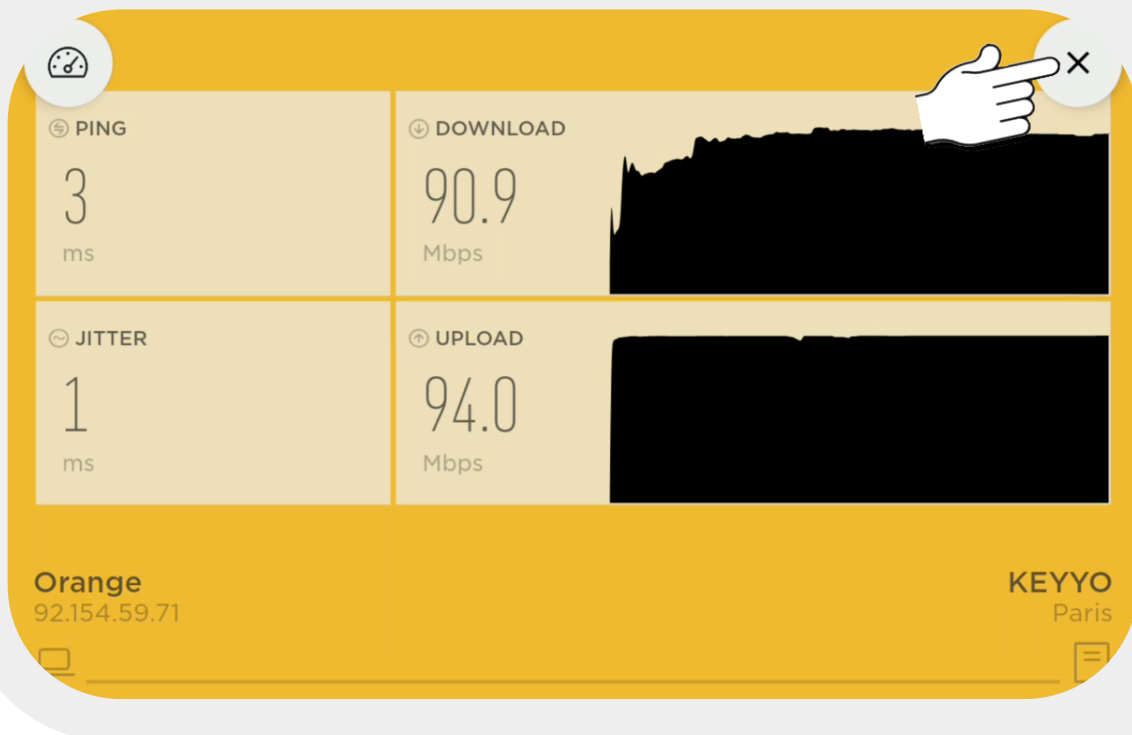 PING
3
ms
DOWNLOAD
90.9
Mbps
JITTER
1
ms
UPLOAD
94.0
Mbps
Orange
92.154.59.71
KEYYO
Paris